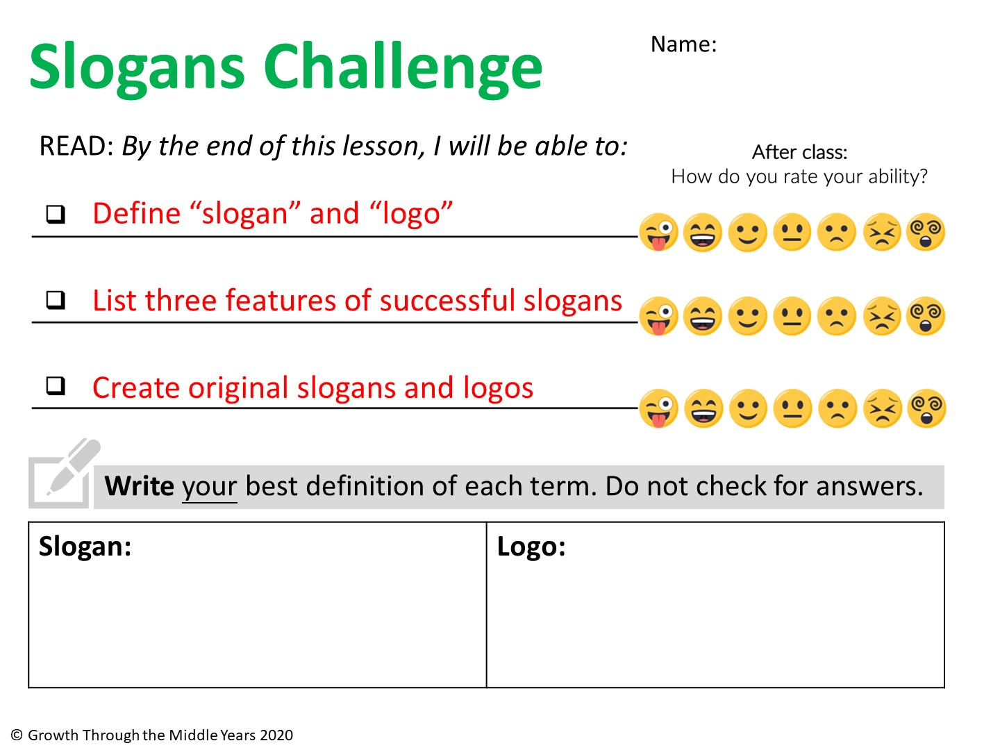 Slogans Challenge
Name:
READ: By the end of this lesson, I will be able to:
After class:
How do you rate your ability?
Define “slogan” and “logo”
List three features of successful slogans
Create original slogans and logos
Write your best definition of each term. Do not check for answers.
Slogan:
Logo:
© Growth Through the Middle Years 2020